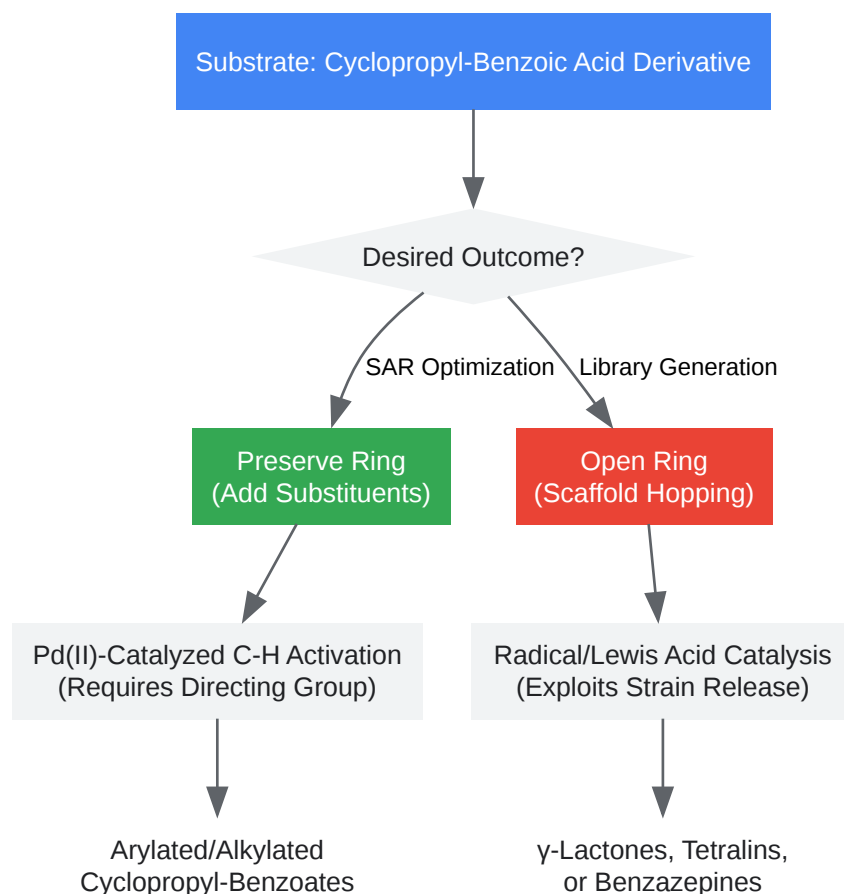 Substrate: Cyclopropyl-Benzoic Acid Derivative
Desired Outcome?
SAR Optimization
Library Generation
Preserve Ring
(Add Substituents)
Open Ring
(Scaffold Hopping)
Pd(II)-Catalyzed C-H Activation
(Requires Directing Group)
Radical/Lewis Acid Catalysis
(Exploits Strain Release)
Arylated/Alkylated
Cyclopropyl-Benzoates
γ-Lactones, Tetralins,
or Benzazepines